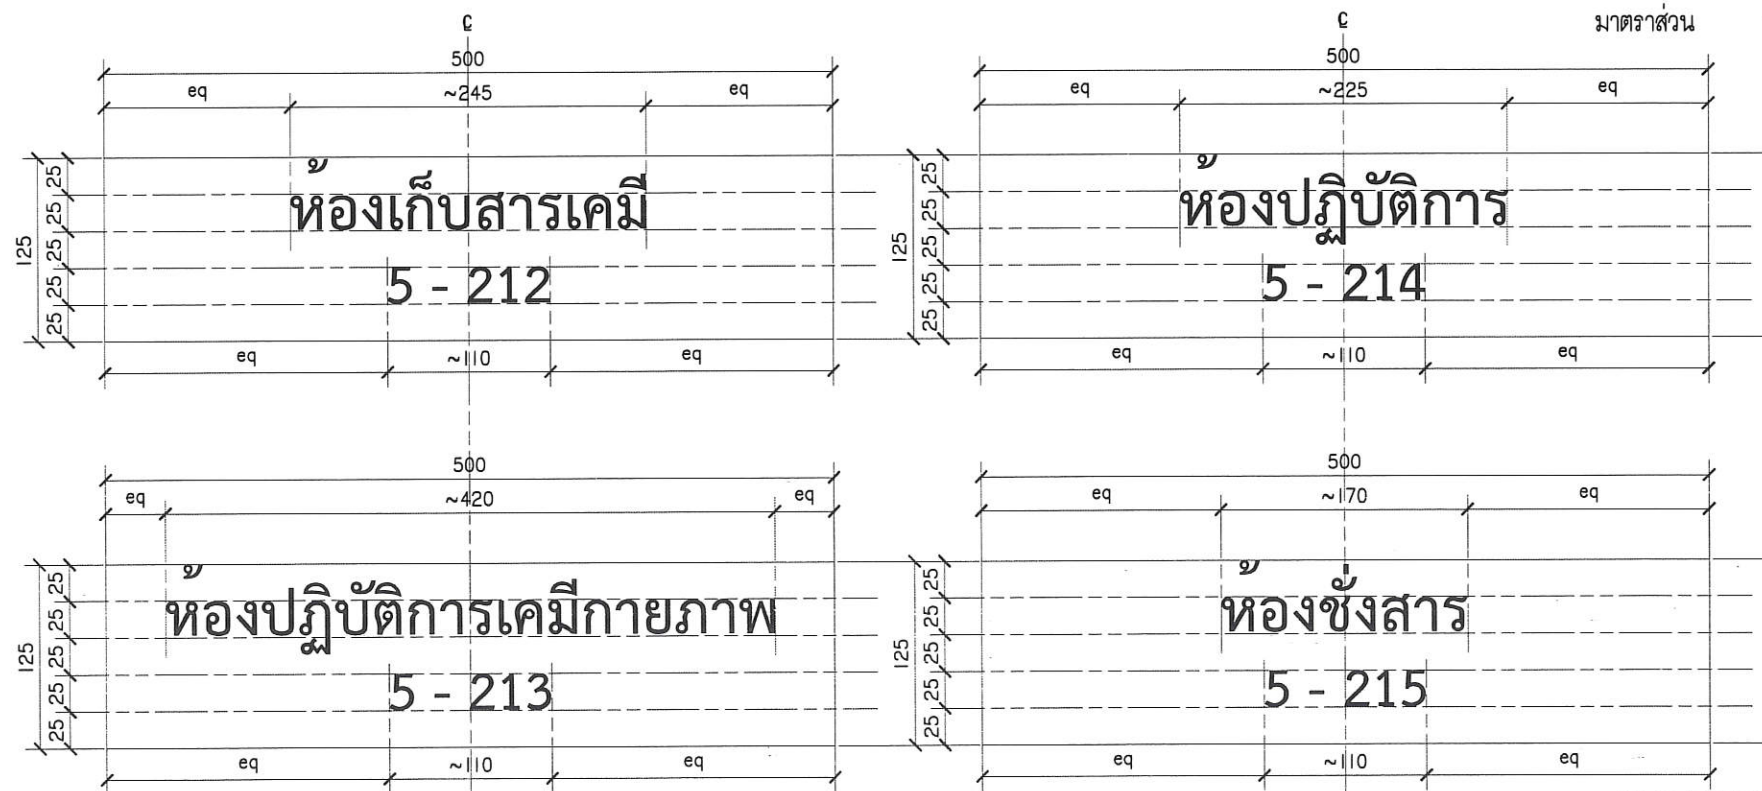 มาตราส่วน
500
eq ~245 eq
125 25 25 25 25 25
ห้องเก็บสารเคมี
5 - 212
eq ~110 eq
500
eq ~225 eq
125 25 25 25 25 25
ห้องปฏิบัติการ
5 - 214
eq ~110 eq
500
eq ~420 eq
125 25 25 25 25 25
ห้องปฏิบัติการเคมีกายภาพ
5 - 213
eq ~110 eq
500
eq ~170 eq
125 25 25 25 25 25
ห้องชั่งสาร
5 - 215
eq ~110 eq